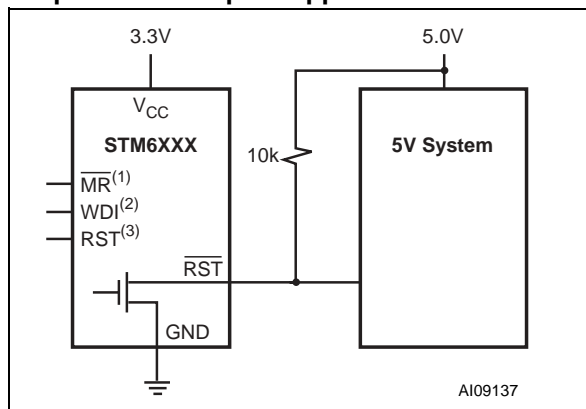 3.3V
5.0V
VCC
STM6XXX
10k
5V System
MR(1)
WDI(2)
RST(3)
RST
GND
AI09137